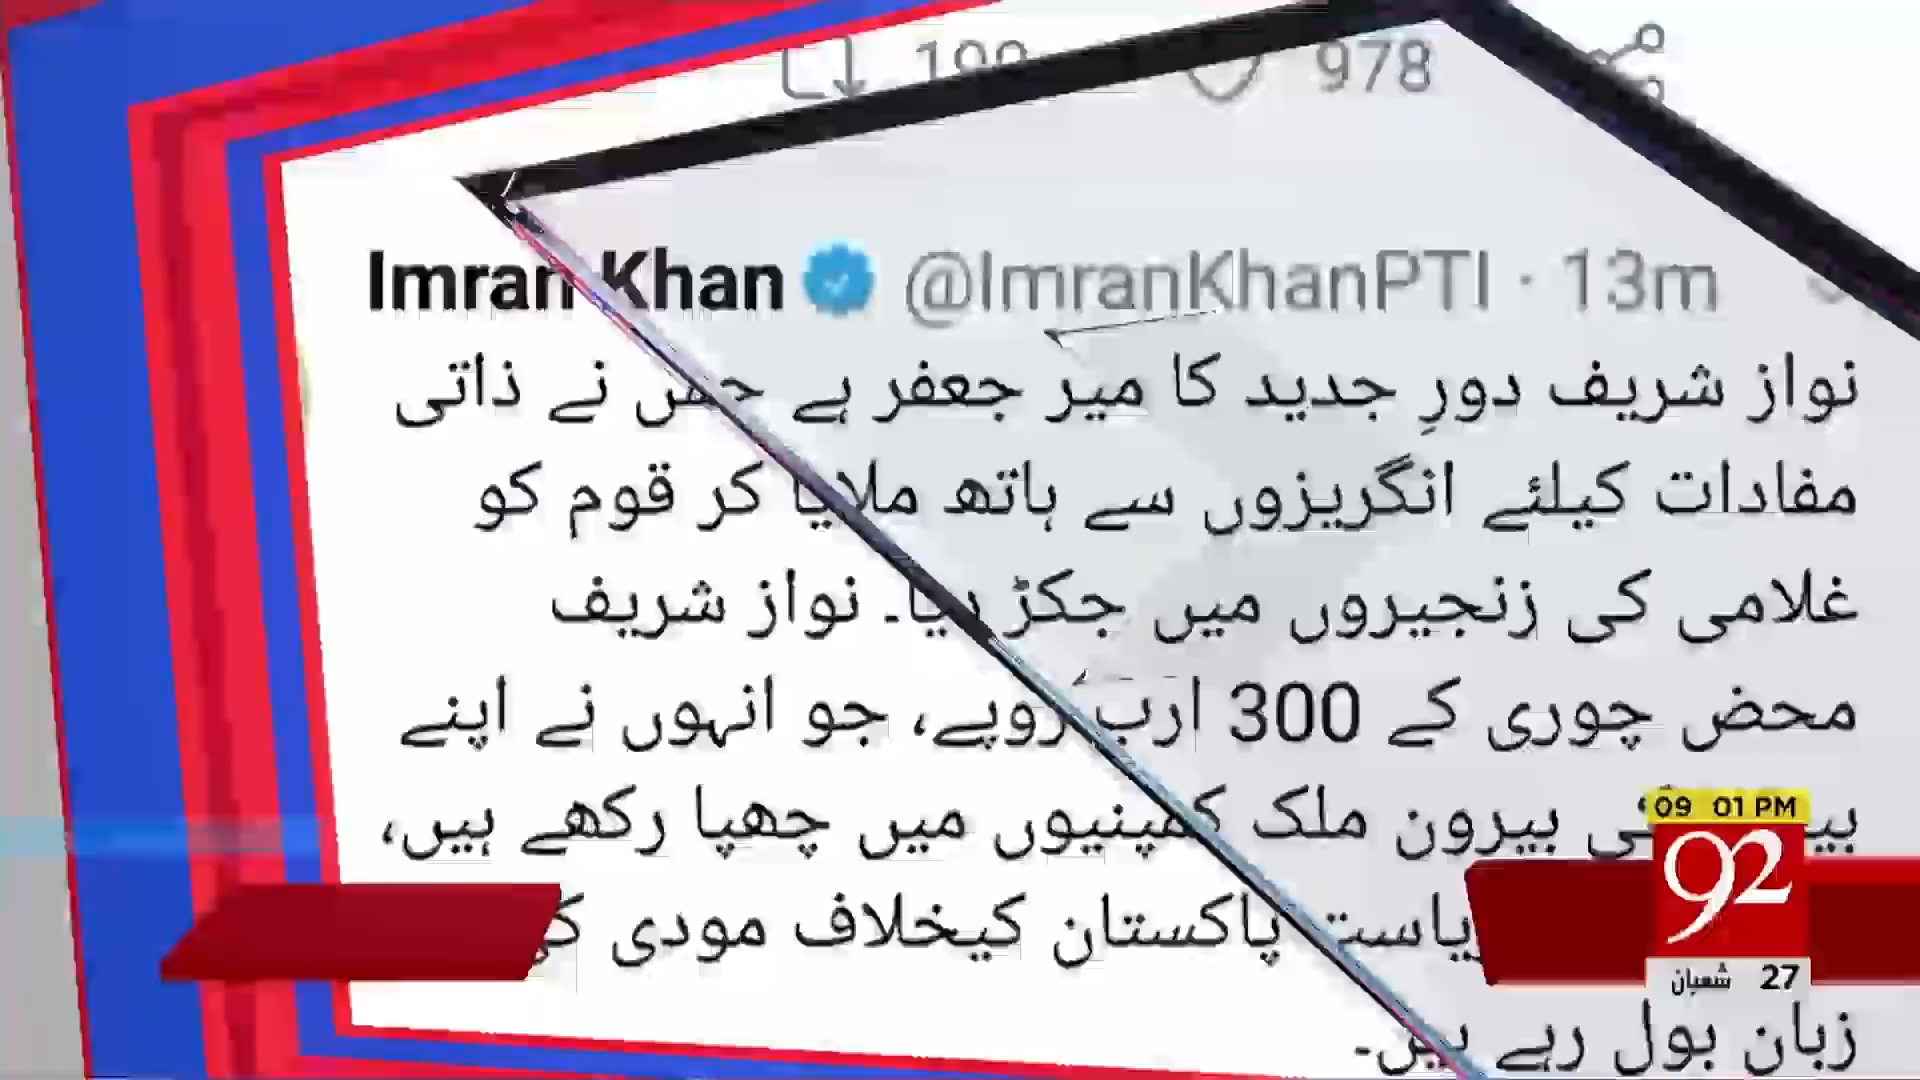 978
Imran Khan @ImranKhanPTI · 13m
نواز شریف دورِ جدید کا میر جعفر ہے جس نے ذاتی
مفادات کیلئے انگریزوں سے ہاتھ ملایا کر قوم کو
غلامی کی زنجیروں میں جکڑ دیا۔ نواز شریف
محض چوری کے 300 ارب روپے، جو انہوں نے اپنے
بیرون ملک کمپنیوں میں چھپا رکھے ہیں،
پاکستان کیخلاف مودی
زبان بول رہے ہیں۔
09 01 PM
92
27 شعبان